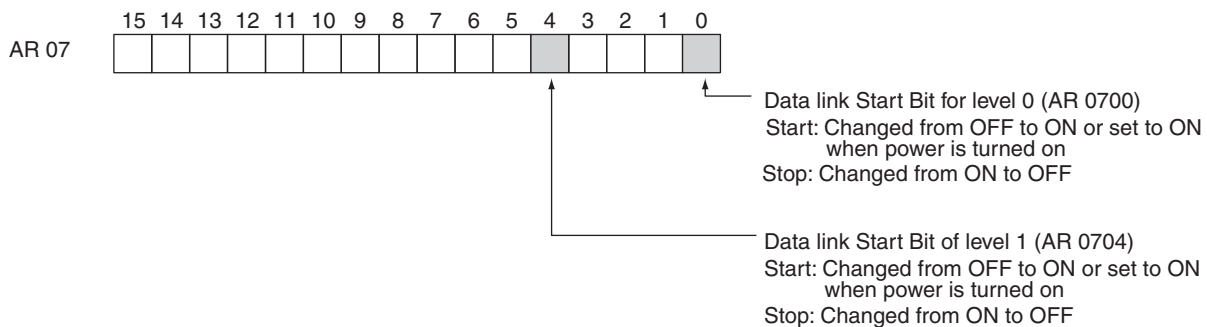 15 14 13 12 11 10 9 8 7 6 5 4 3 2 1 0
AR 07
Data link Start Bit for level 0 (AR 0700)
Start: Changed from OFF to ON or set to ON
when power is turned on
Stop: Changed from ON to OFF
Data link Start Bit of level 1 (AR 0704)
Start: Changed from OFF to ON or set to ON
when power is turned on
Stop: Changed from ON to OFF